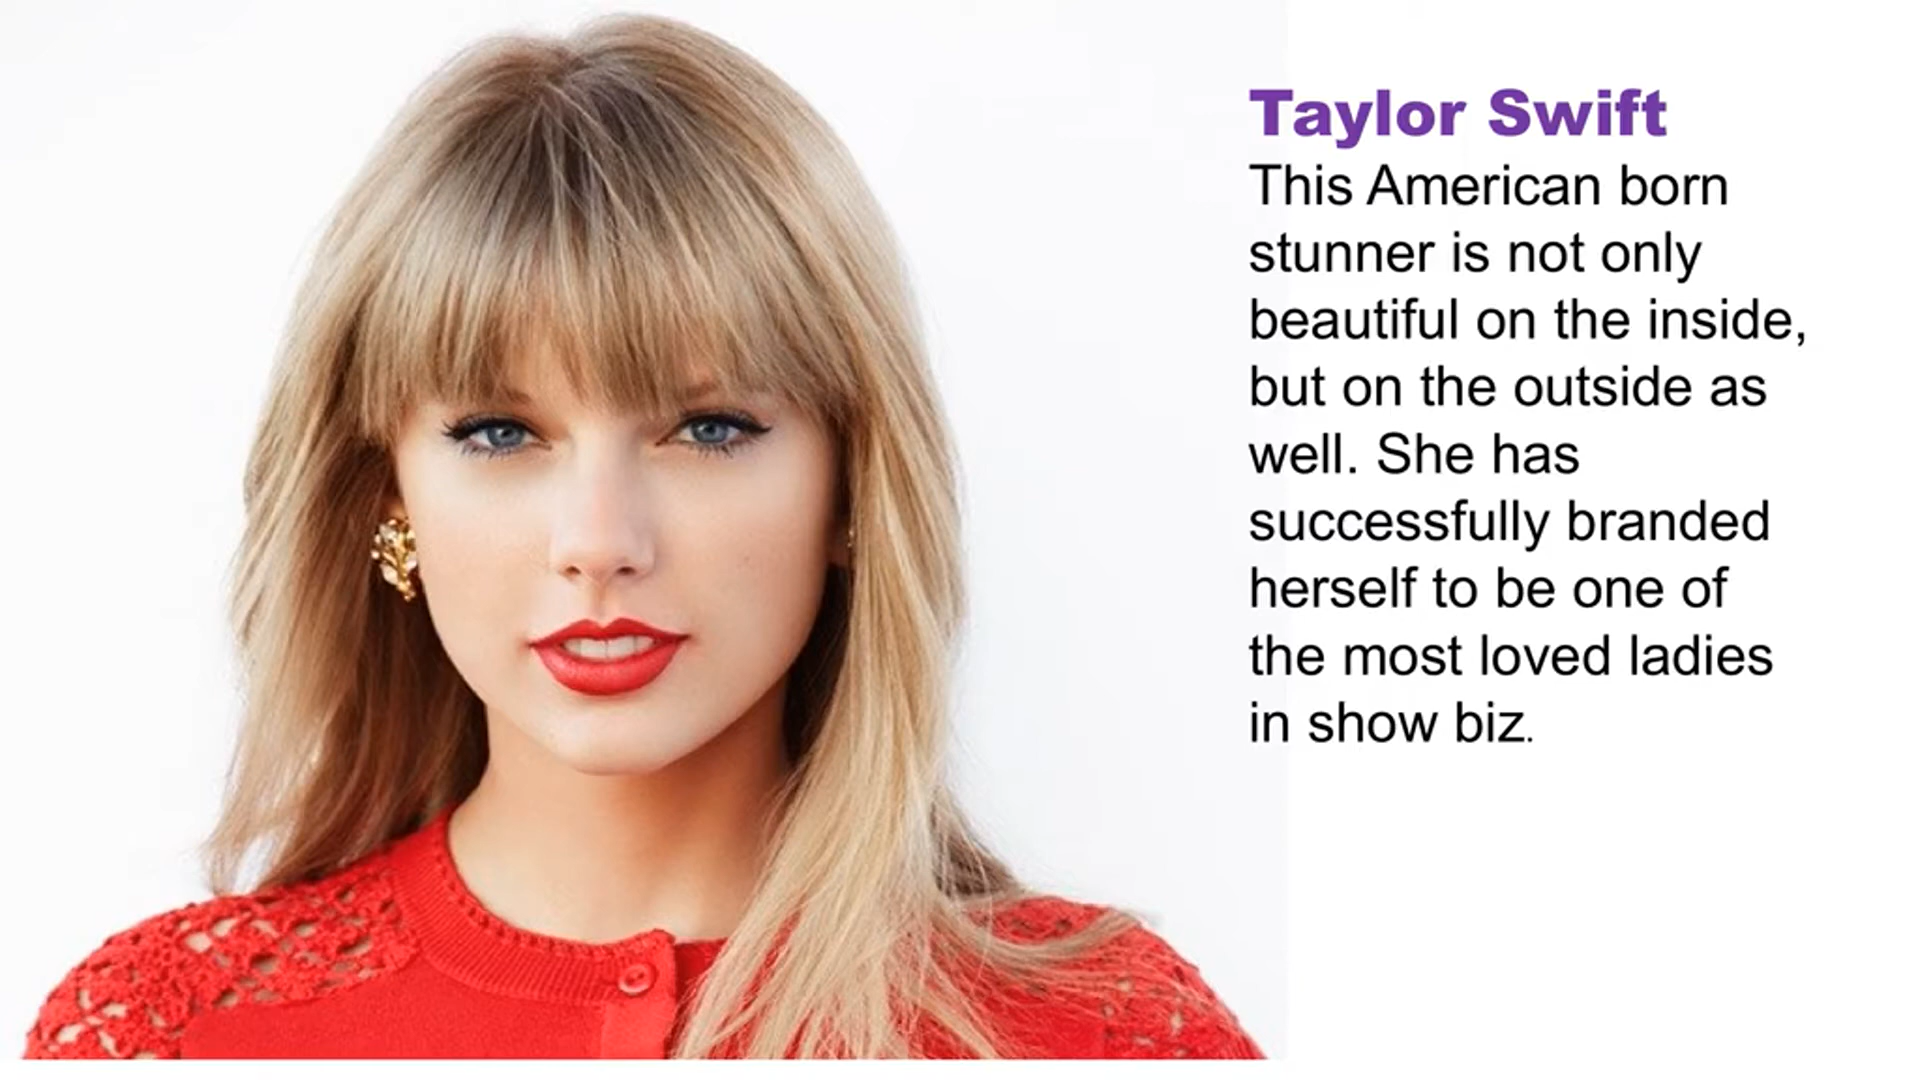 Taylor Swift
This American born
stunner is not only
beautiful on the inside,
but on the outside as
well. She has
successfully branded
herself to be one of
the most loved ladies
in show biz.